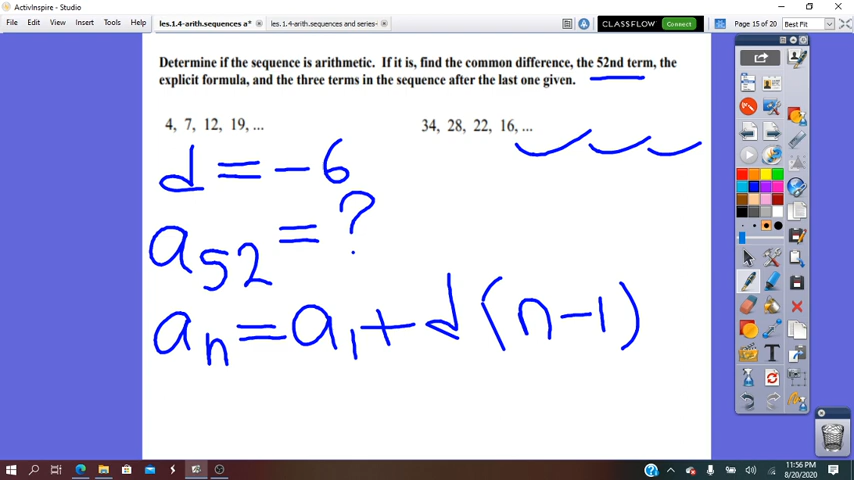 ActivInspire - Studio
File Edit View Insert Tools Help
les.1.4-arith.sequences a*
les.1.4-arith.sequences and series-
CLASSFLOW Connect
Page 15 of 20
Best Fit
Determine if the sequence is arithmetic. If it is, find the common difference, the 52nd term, the
explicit formula, and the three terms in the sequence after the last one given.
4, 7, 12, 19, ... 34, 28, 22, 16, ...
d = -6
a52 = ?
an = a1 + d(n-1)
11:56 PM
8/20/2020